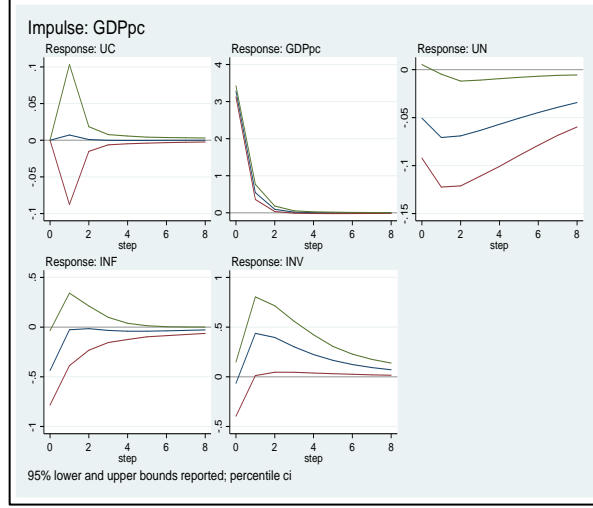 Impulse: GDPpc
Response: UC
.1
.05
0
-.05
-.1
0 2 4 6 8
step
Response: GDPpc
4
3
2
1
0
0 2 4 6 8
step
Response: UN
0
-.05
-.1
-.15
0 2 4 6 8
step
Response: INF
.5
0
-.5
-1
0 2 4 6 8
step
Response: INV
1
.5
0
-.5
0 2 4 6 8
step
95% lower and upper bounds reported; percentile ci